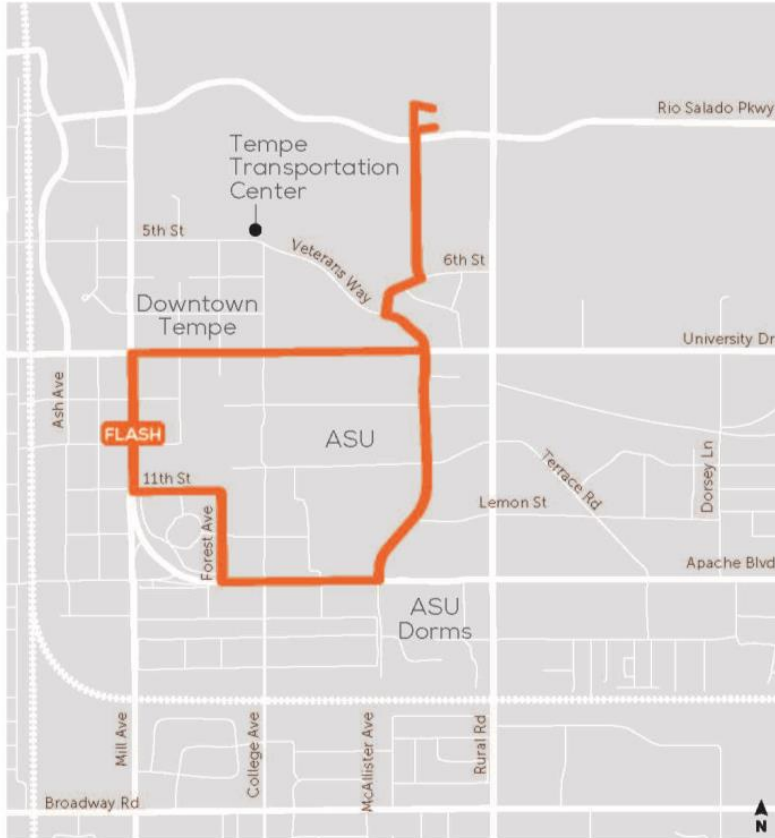 Rio Salado Pkwy
Tempe
Transportation
Center
5th St
Veterans Way
6th St
Downtown
Tempe
University Dr
Ash Ave
FLASH
ASU
11th St
Forest Ave
Terrace Rd
Dorsey Ln
Lemon St
Apache Blvd
ASU
Dorms
Mill Ave
College Ave
McAllister Ave
Rural Rd
Broadway Rd
N